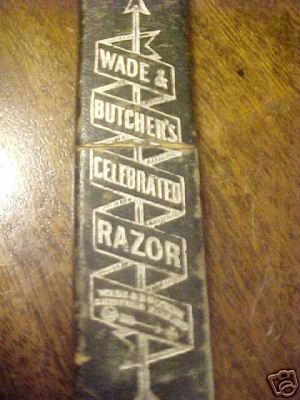 WADE &
BUTCHER'S
CELEBRATED
RAZOR